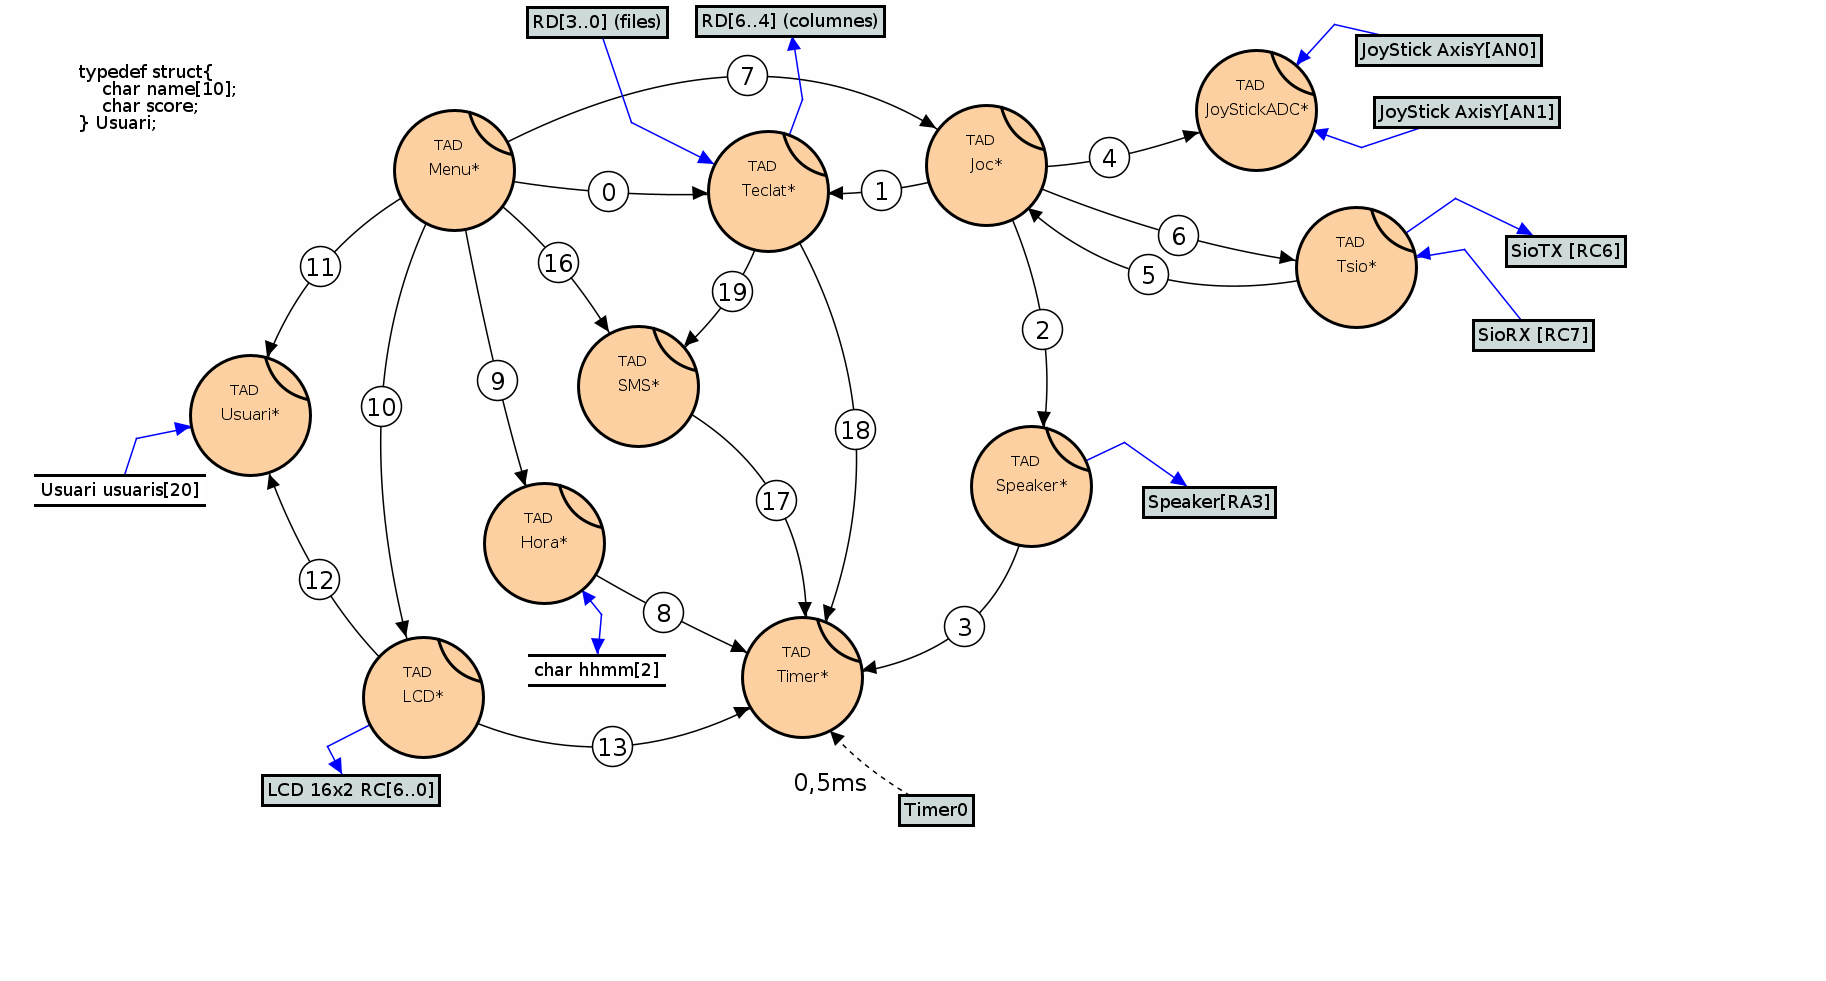 RD[3..0] (files)
RD[6..4] (columnes)
JoyStick AxisY[AN0]
typedef struct{
    char name[10];
    char score;
} Usuari;
7
TAD
JoyStickADC*
JoyStick AxisY[AN1]
TAD
Menu*
TAD
Teclat*
TAD
Joc*
4
0
1
11
16
19
6
5
TAD
Tsio*
SioTX [RC6]
SioRX [RC7]
2
9
10
TAD
Usuari*
TAD
SMS*
18
Usuari usuaris[20]
17
TAD
Speaker*
Speaker[RA3]
TAD
Hora*
12
8
3
char hhmm[2]
TAD
LCD*
TAD
Timer*
13
LCD 16x2 RC[6..0]
0,5ms
Timer0